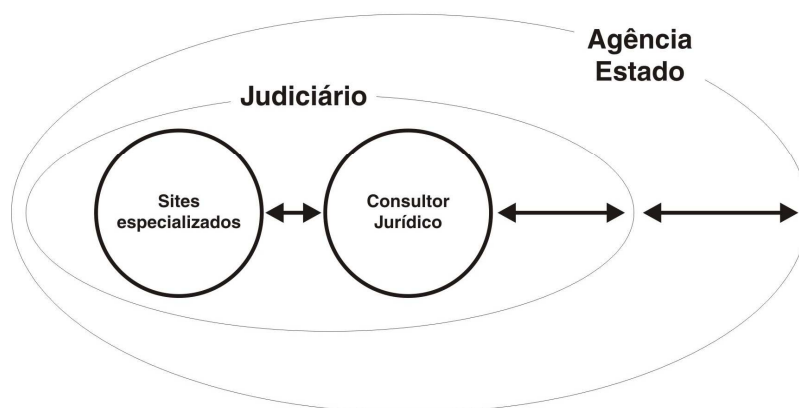 Agência
Estado
Judiciário
Sites
especializados
Consultor
Jurídico